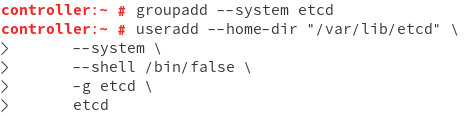 controller:~ # groupadd --system etcd
controller:~ # useradd --home-dir "/var/lib/etcd" \
>       --system \
>       --shell /bin/false \
>       -g etcd \
>       etcd